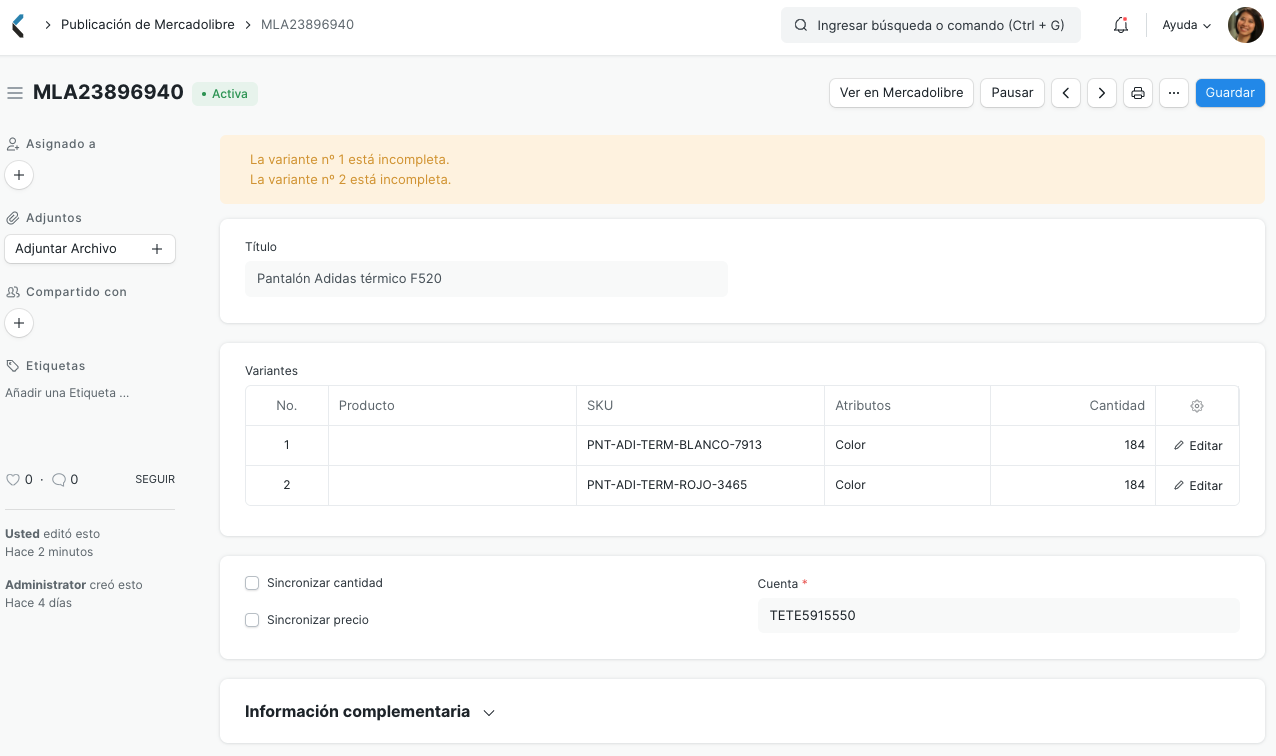 Publicación de Mercadolibre MLA23896940
Ingresar búsqueda o comando (Ctrl + G)
Ayuda
MLA23896940
Activa
Ver en Mercadolibre
Pausar
Guardar
Asignado a
Adjuntos
Adjuntar Archivo
Compartido con
Etiquetas
Añadir una Etiqueta ...
0 · 0 SEGUIR
Usted editó esto
Hace 2 minutos
Administrator creó esto
Hace 4 días
La variante nº 1 está incompleta.
La variante nº 2 está incompleta.
Título
Pantalón Adidas térmico F520
Variantes
No. Producto SKU Atributos Cantidad
1 PNT-ADI-TERM-BLANCO-7913 Color 184 Editar
2 PNT-ADI-TERM-ROJO-3465 Color 184 Editar
Sincronizar cantidad
Sincronizar precio
Cuenta *
TETE5915550
Información complementaria